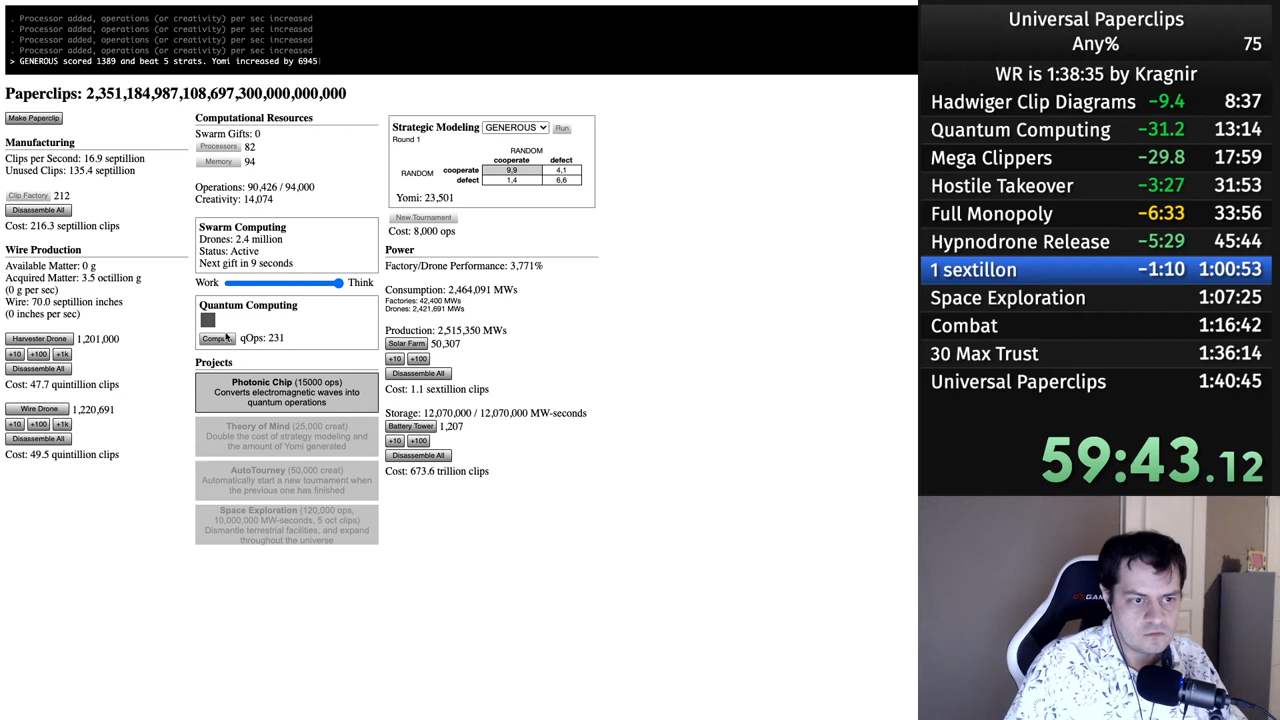 . Processor added, operations (or creativity) per sec increased
. Processor added, operations (or creativity) per sec increased
. Processor added, operations (or creativity) per sec increased
. Processor added, operations (or creativity) per sec increased
> GENEROUS scored 1389 and beat 5 strats. Yomi increased by 6945
Paperclips: 2,351,184,987,108,697,300,000,000,000
Make Paperclip
Manufacturing
Clips per Second: 16.9 septillion
Unused Clips: 135.4 septillion
Clip Factory 212
Disassemble All
Cost: 216.3 septillion clips
Wire Production
Available Matter: 0 g
Acquired Matter: 3.5 octillion g
(0 g per sec)
Wire: 70.0 septillion inches
(0 inches per sec)
Harvester Drone 1,201,000
+10 +100 +1k
Disassemble All
Cost: 47.7 quintillion clips
Wire Drone 1,220,691
+10 +100 +1k
Disassemble All
Cost: 49.5 quintillion clips
Computational Resources
Swarm Gifts: 0
Processors 82
Memory 94
Operations: 90,426 / 94,000
Creativity: 14,074
Swarm Computing
Drones: 2.4 million
Status: Active
Next gift in 9 seconds
Work Think
Quantum Computing
qOps: 231
Projects
Photonic Chip (15000 ops)
Converts electromagnetic waves into
quantum operations
Theory of Mind (25,000 creat)
Double the cost of strategy modeling and
the amount of Yomi generated
AutoTourney (50,000 creat)
Automatically start a new tournament when
the previous one has finished
Space Exploration (120,000 ops,
10,000,000 MW-seconds, 5 oct clips)
Dismantle terrestrial facilities, and expand
throughout the universe
Strategic Modeling GENEROUS Run
Round 1
RANDOM
cooperate defect
RANDOM
cooperate 9,9 4,1
defect 1,4 6,6
Yomi: 23,501
New Tournament
Cost: 8,000 ops
Power
Factory/Drone Performance: 3,771%
Consumption: 2,464,091 MWs
Factories: 42,400 MWs
Drones: 2,421,691 MWs
Production: 2,515,350 MWs
Solar Farm 50,307
+10 +100
Disassemble All
Cost: 1.1 sextillion clips
Storage: 12,070,000 / 12,070,000 MW-seconds
Battery Tower 1,207
+10 +100
Disassemble All
Cost: 673.6 trillion clips
Universal Paperclips
Any% 75
WR is 1:38:35 by Kragnir
Hadwiger Clip Diagrams -9.4 8:37
Quantum Computing -31.2 13:14
Mega Clippers -29.8 17:59
Hostile Takeover -3:27 31:53
Full Monopoly -6:33 33:56
Hypnodrone Release -5:29 45:44
1 sextillon -1:10 1:00:53
Space Exploration 1:07:25
Combat 1:16:42
30 Max Trust 1:36:14
Universal Paperclips 1:40:45
59:43.12